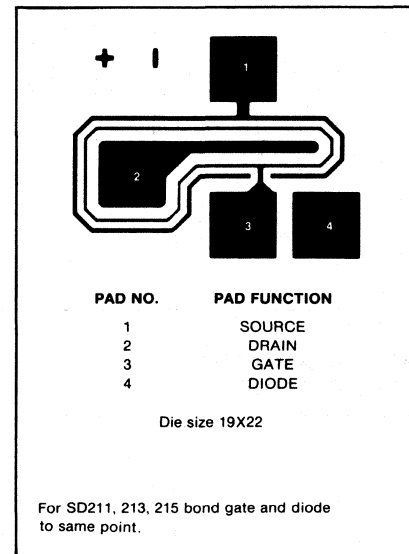 + I
1
2
3
4
PAD NO. PAD FUNCTION
1 SOURCE
2 DRAIN
3 GATE
4 DIODE
Die size 19X22
For SD211, 213, 215 bond gate and diode
to same point.